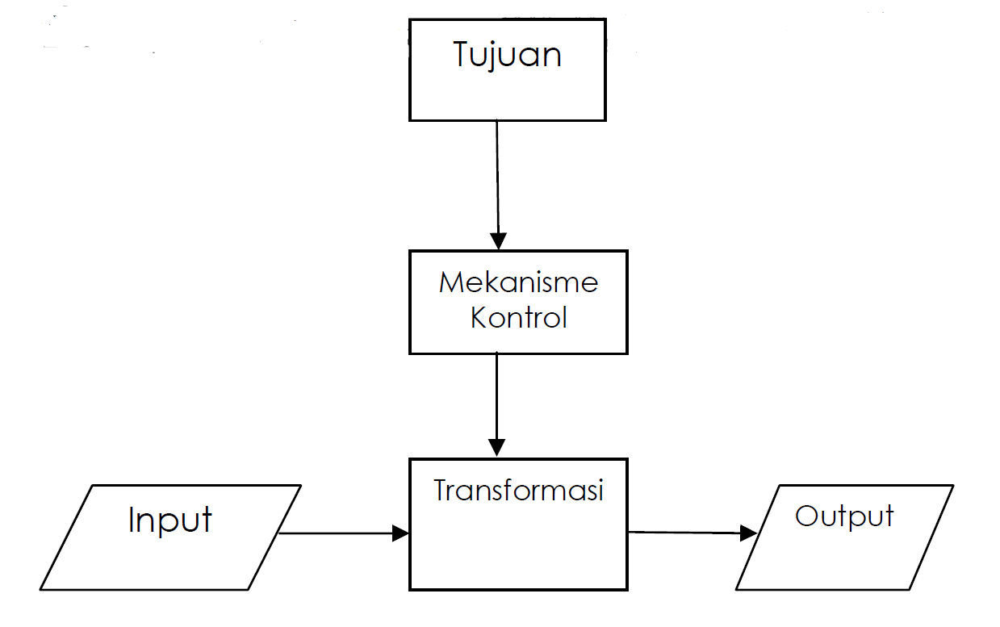 Tujuan
Mekanisme
Kontrol
Transformasi
Input
Output